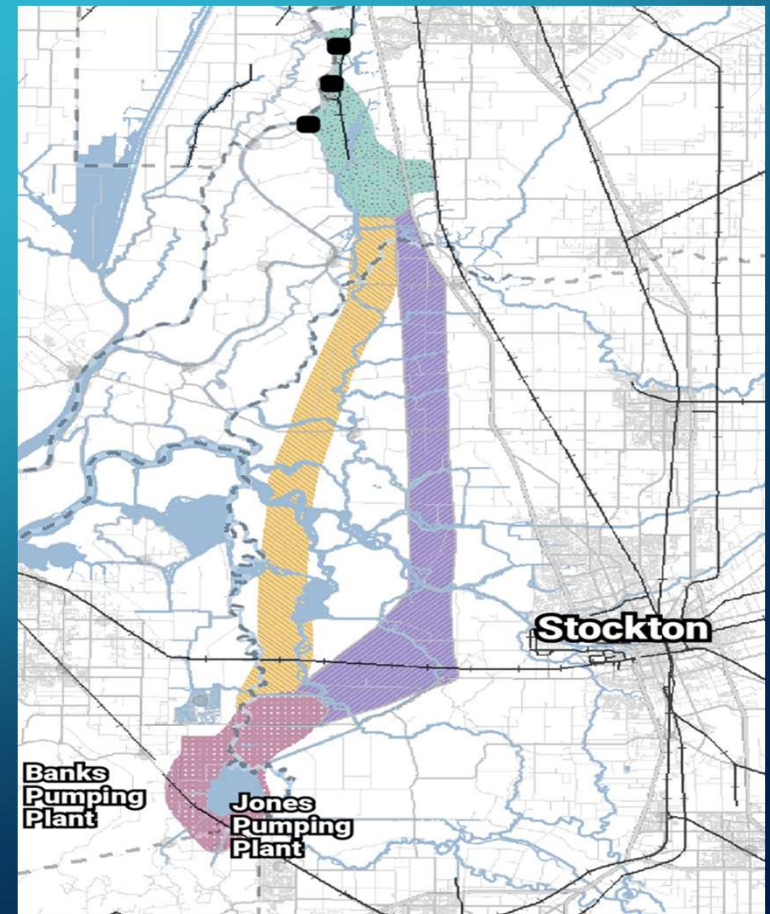 Stockton
Banks
Pumping
Plant
Jones
Pumping
Plant